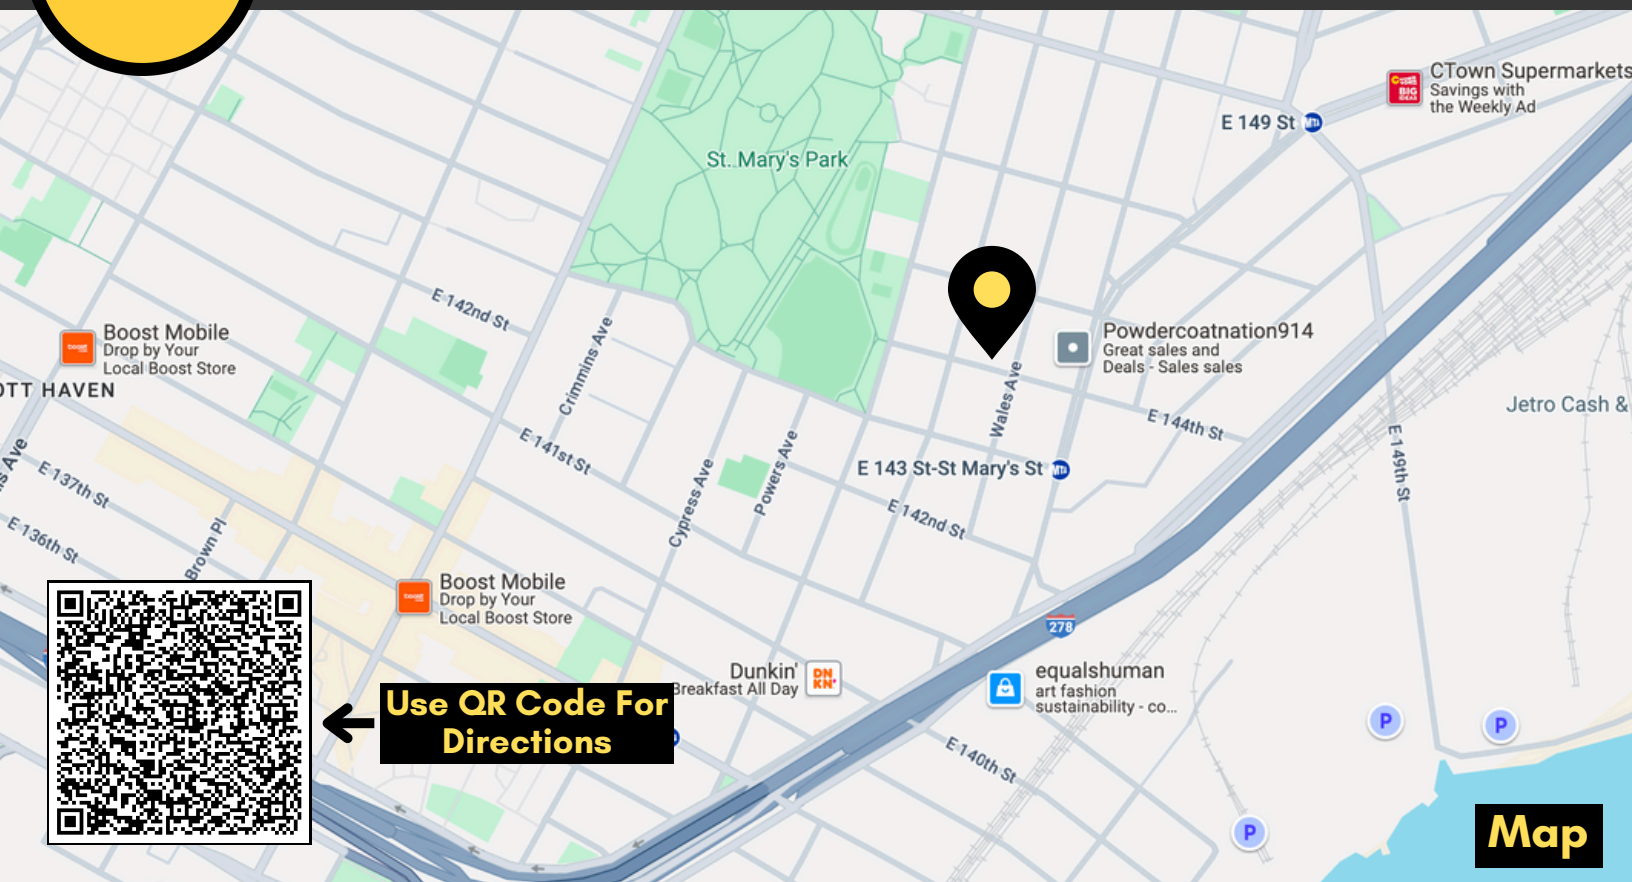 CTown Supermarkets
Savings with
the Weekly Ad
E 149 St
St. Mary's Park
E 142nd St
Crimmins Ave
Boost Mobile
Drop by Your
Local Boost Store
OTT HAVEN
Powdercoatnation914
Great sales and
Deals - Sales sales
Wales Ave
E 144th St
Jetro Cash &
E 149th St
E 141st St
E 143 St-St Mary's St
Cypress Ave
Powers Ave
E 142nd St
s Ave
E 137th St
E 136th St
Brown Pl
Boost Mobile
Drop by Your
Local Boost Store
278
Dunkin'
Breakfast All Day
DN
KN'
equalshuman
art fashion
sustainability - co...
E 140th St
P
P
P
Use QR Code For
Directions
Map